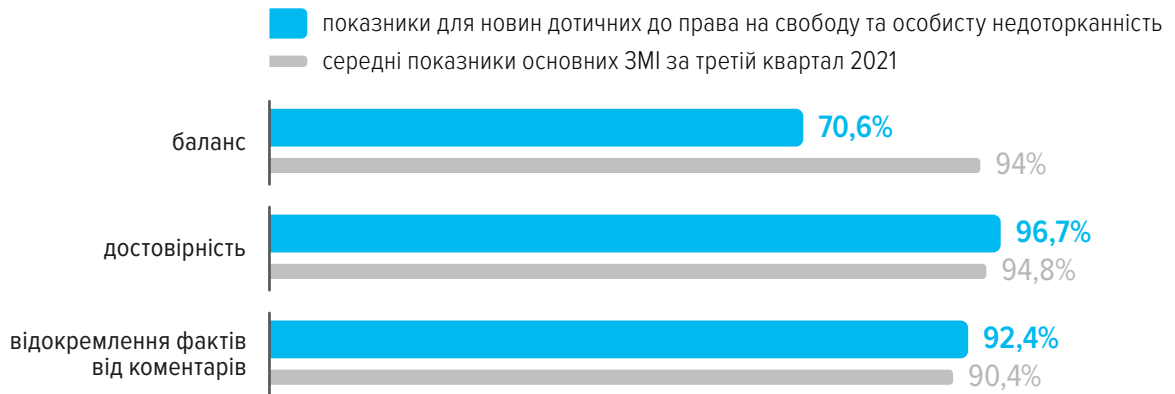 показники для новин дотичних до права на свободу та особисту недоторканність
середні показники основних ЗМІ за третій квартал 2021
баланс
70,6%
94%
достовірність
96,7%
94,8%
відокремлення фактів
від коментарів
92,4%
90,4%